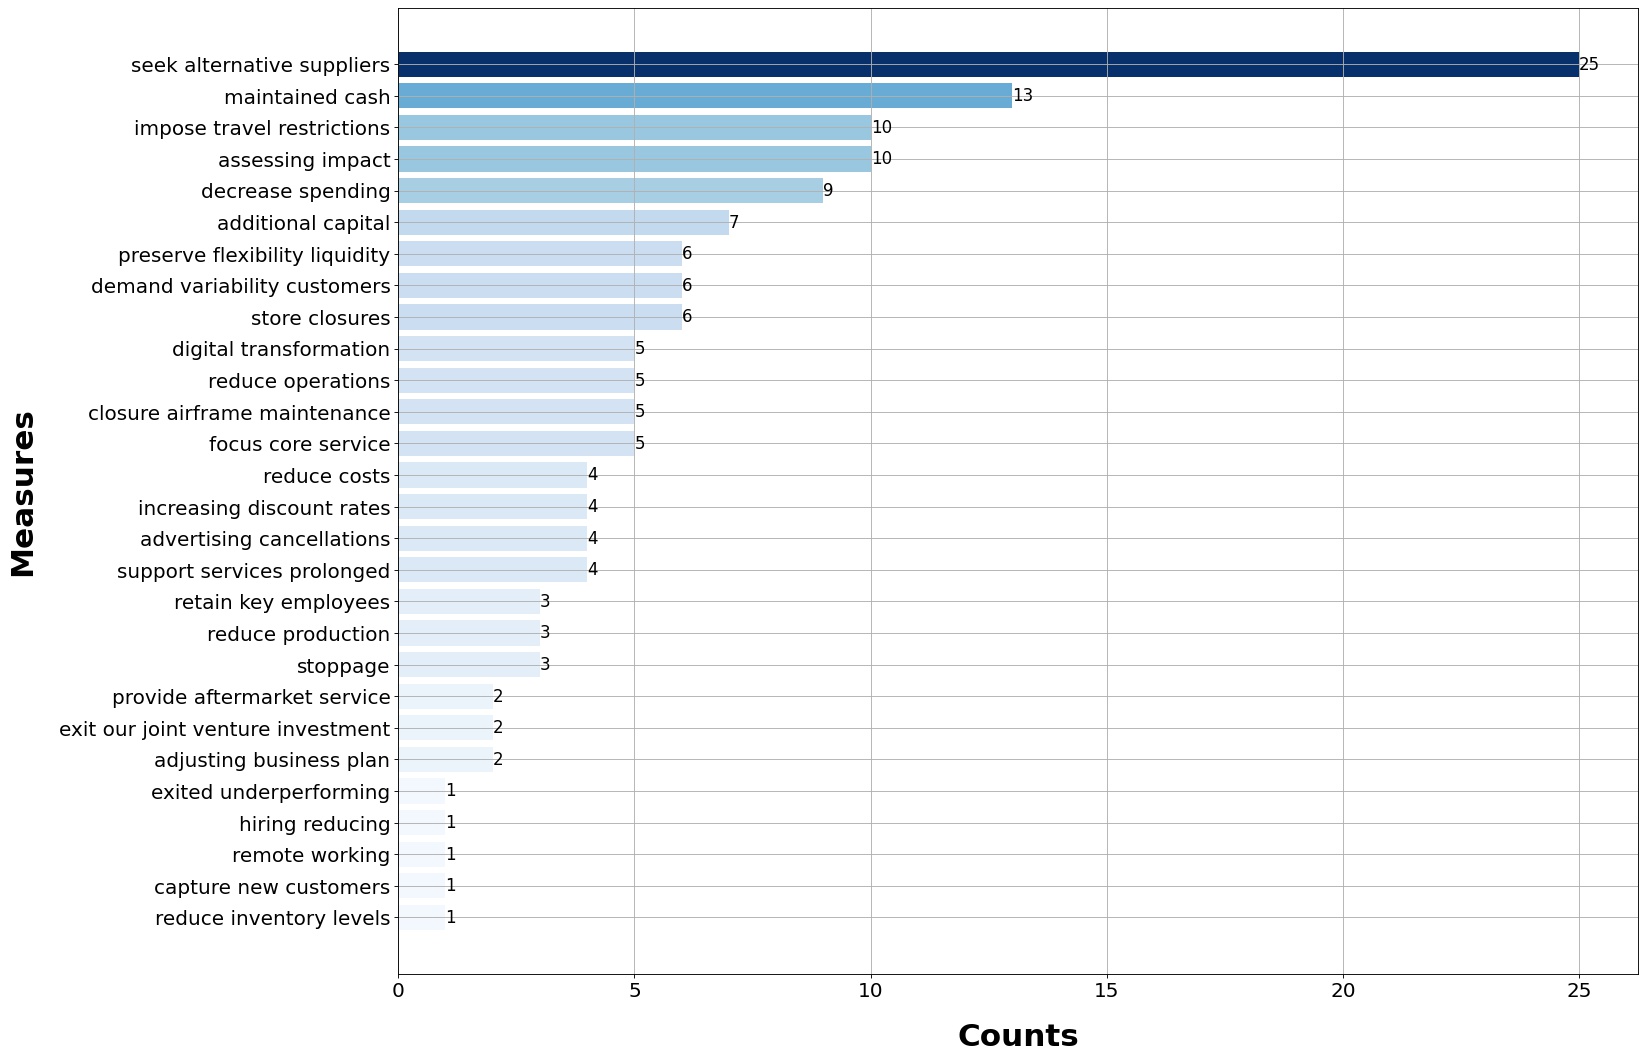 seek alternative suppliers 25
maintained cash 13
impose travel restrictions 10
assessing impact 10
decrease spending 9
additional capital 7
preserve flexibility liquidity 6
demand variability customers 6
store closures 6
digital transformation 5
reduce operations 5
closure airframe maintenance 5
focus core service 5
reduce costs 4
increasing discount rates 4
advertising cancellations 4
support services prolonged 4
retain key employees 3
reduce production 3
stoppage 3
provide aftermarket service 2
exit our joint venture investment 2
adjusting business plan 2
exited underperforming 1
hiring reducing 1
remote working 1
capture new customers 1
reduce inventory levels 1
Measures
0 5 10 15 20 25
Counts